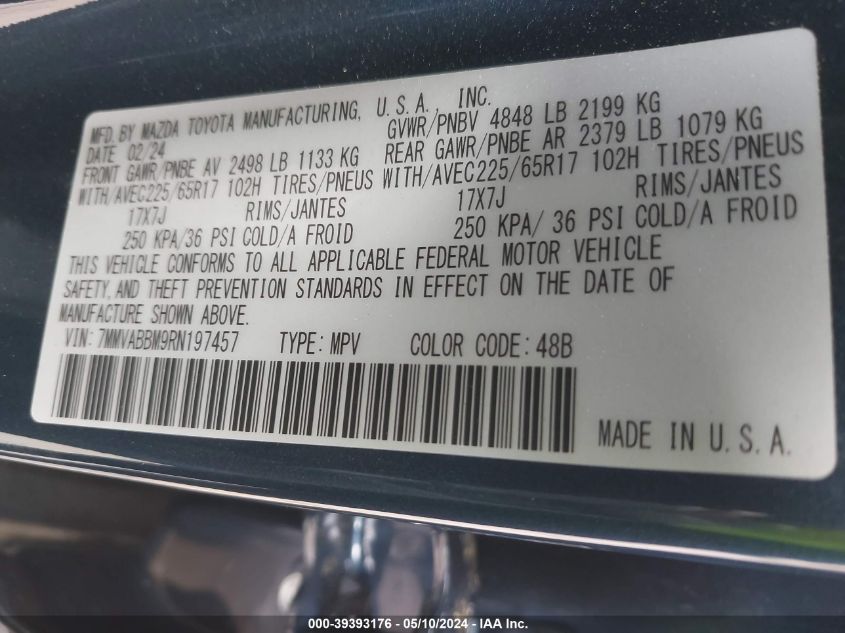 MFD. BY MAZDA TOYOTA MANUFACTURING, U.S.A., INC.
DATE 02/24 GVWR/PNBV 4848 LB 2199 KG
FRONT GAWR/PNBE AV 2498 LB 1133 KG REAR GAWR/PNBE AR 2379 LB 1079 KG
WITH/AVEC225/65R17 102H TIRES/PNEUS WITH/AVEC225/65R17 102H TIRES/PNEUS
17X7J RIMS/JANTES 17X7J RIMS/JANTES
250 KPA/36 PSI COLD/A FROID 250 KPA/ 36 PSI COLD/A FROID
THIS VEHICLE CONFORMS TO ALL APPLICABLE FEDERAL MOTOR VEHICLE
SAFETY, AND THEFT PREVENTION STANDARDS IN EFFECT ON THE DATE OF
MANUFACTURE SHOWN ABOVE.
VIN: 7MMVABBM9RN197457 TYPE: MPV COLOR CODE: 48B
MADE IN U.S.A.
000-39393176 - 05/10/2024 - IAA Inc.